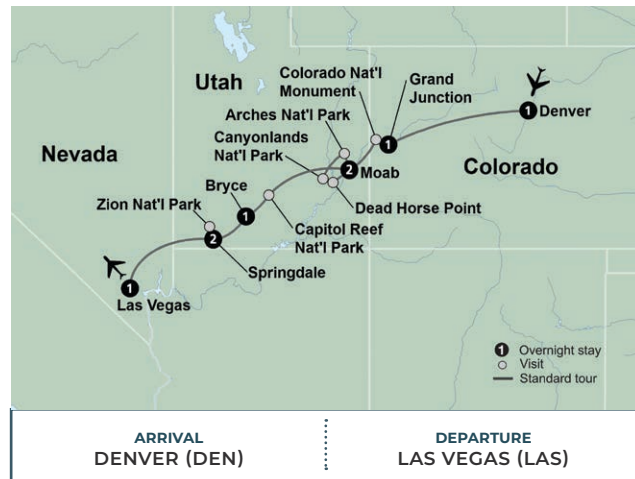 Utah
Colorado Nat'l
Monument
Grand
Junction
Arches Nat'l Park
1 Denver
Canyonlands
Nat'l Park
1
Nevada
2 Moab
Colorado
Bryce
Dead Horse Point
Zion Nat'l Park
1
Capitol Reef
Nat'l Park
2
Springdale
1
Las Vegas
1 Overnight stay
Visit
Standard tour
ARRIVAL
DENVER (DEN)
DEPARTURE
LAS VEGAS (LAS)